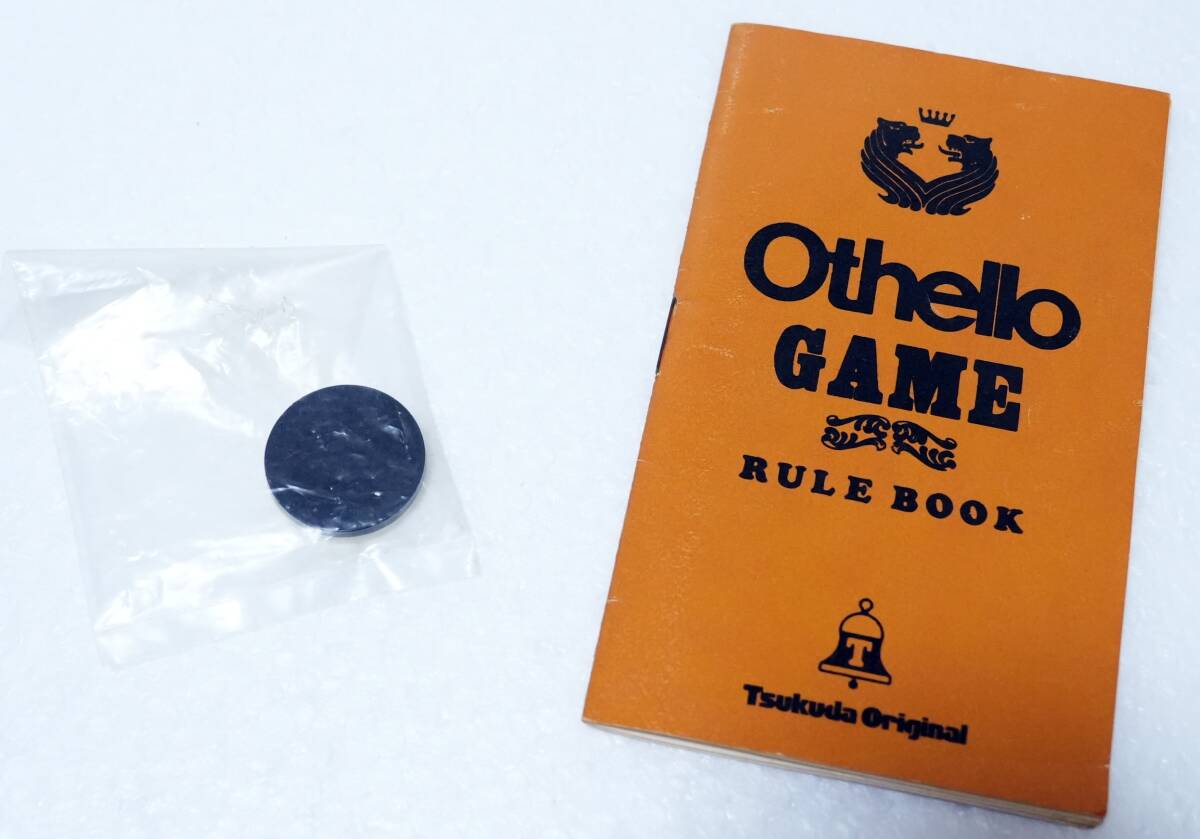 Othello
GAME
RULE BOOK
T
Tsukuda Original